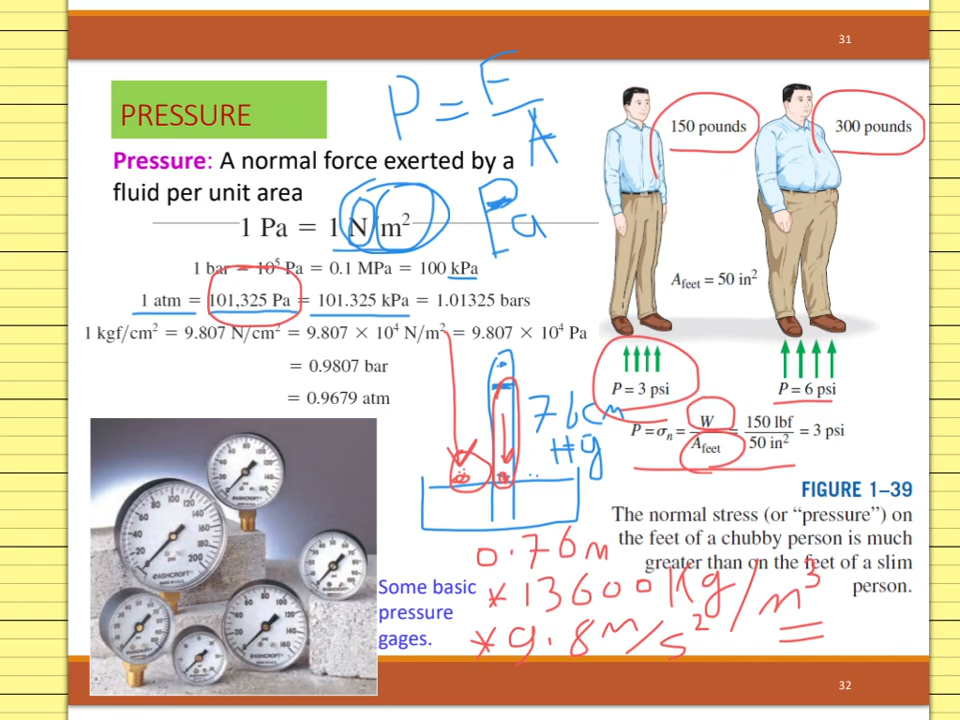 31
PRESSURE
P = F/A
Pressure: A normal force exerted by a
fluid per unit area
1 Pa = 1 N/m²
Pa
1 bar = 10⁵ Pa = 0.1 MPa = 100 kPa
1 atm = 101,325 Pa = 101.325 kPa = 1.01325 bars
1 kgf/cm² = 9.807 N/cm² = 9.807 × 10⁴ N/m² = 9.807 × 10⁴ Pa
= 0.9807 bar
= 0.9679 atm
76cm
Hg
150 pounds
300 pounds
A feet = 50 in²
P = 3 psi
P = 6 psi
P = σn = W/A feet = 150 lbf/50 in² = 3 psi
FIGURE 1–39
The normal stress (or “pressure”) on
the feet of a chubby person is much
greater than on the feet of a slim
person.
0.76m
* 13600 Kg/m³
* 9.8 m/s² =
Some basic
pressure
gages.
32